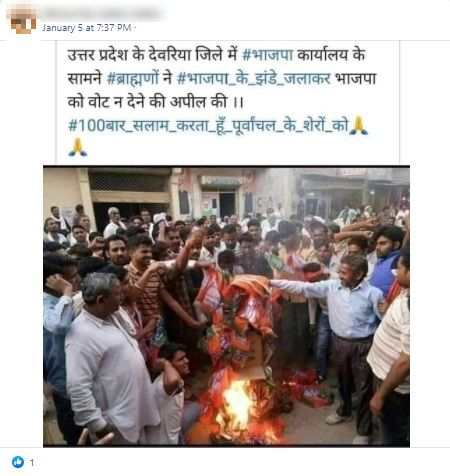 January 5 at 7:37 PM ·
उत्तर प्रदेश के देवरिया जिले में #भाजपा कार्यालय के
सामने #ब्राह्मणों ने #भाजपा_के_झंडे_जलाकर भाजपा
को वोट न देने की अपील की ।।
#100बार_सलाम_करता_हूँ_पूर्वांचल_के_शेरों_को🙏
🙏
1